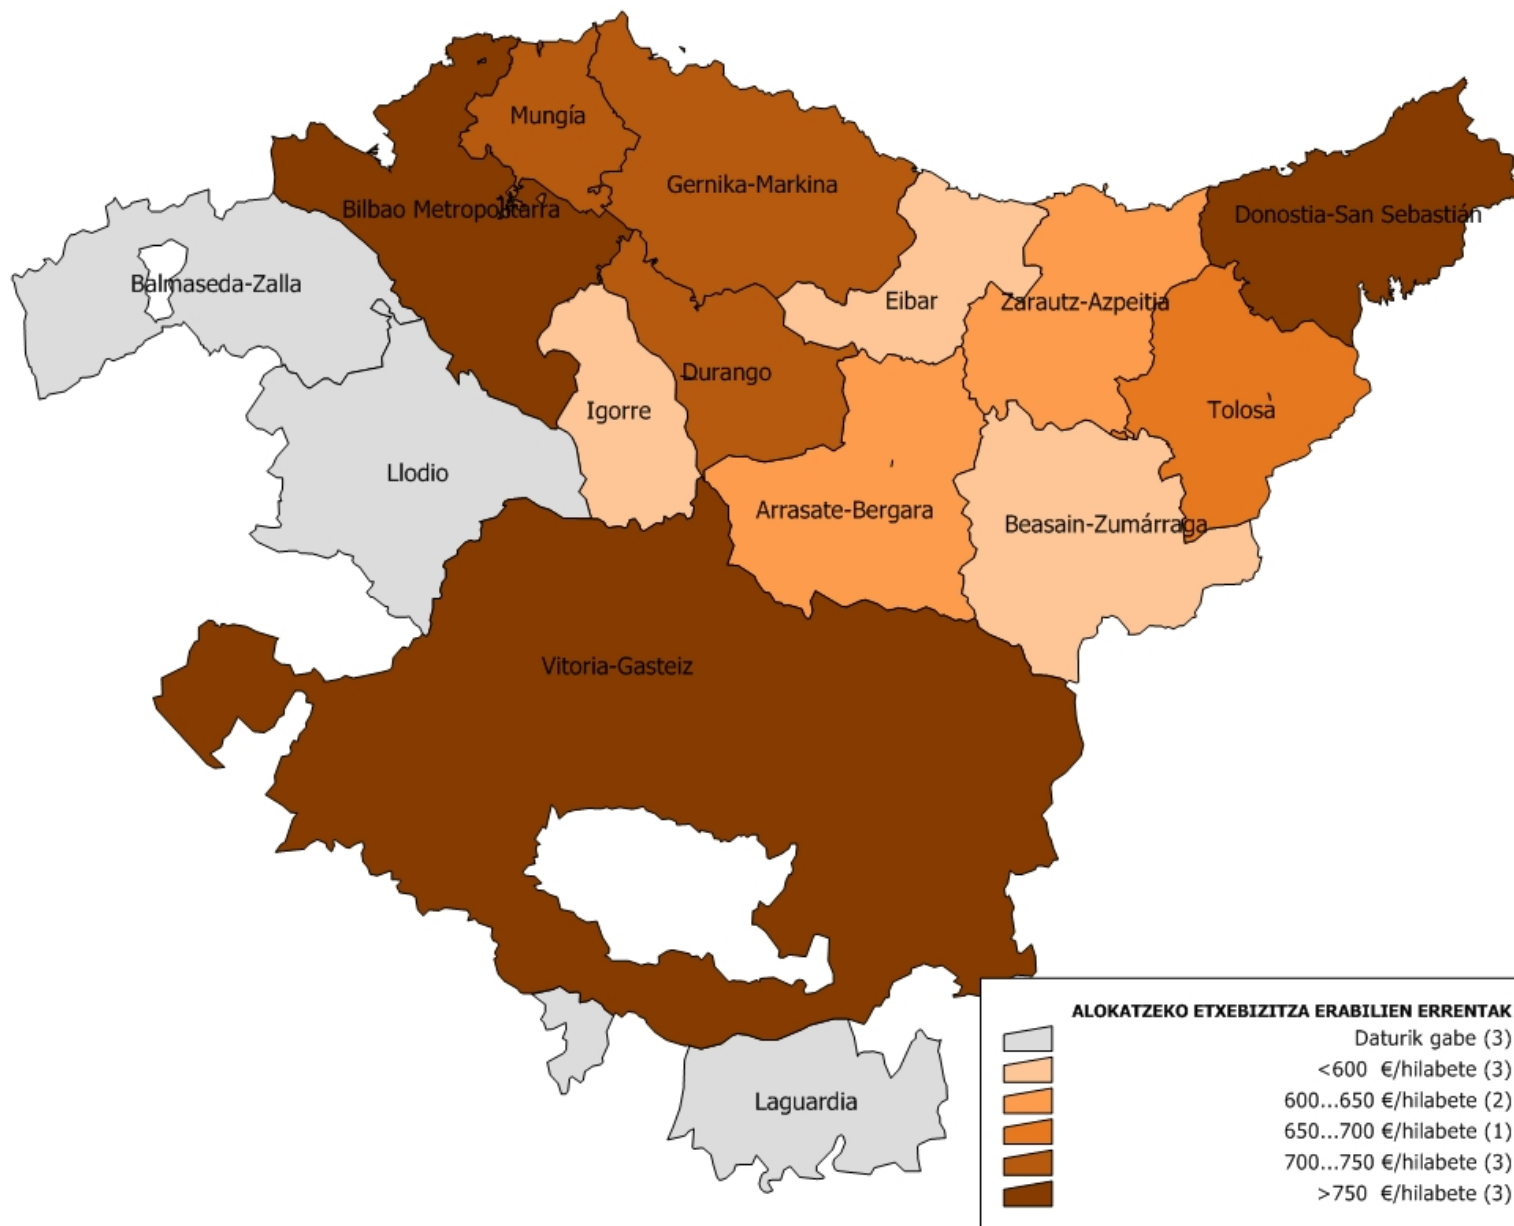 Mungía
Gernika-Markina
Bilbao Metropolitarra
Donostia-San Sebastián
Balmaseda-Zalla
Eibar
Zarautz-Azpeitia
Durango
Igorre
Tolosa
Llodio
Arrasate-Bergara
Beasain-Zumárraga
Vitoria-Gasteiz
Laguardia
ALOKATZEKO ETXEBIZITZA ERABILIEN ERRENTAK
Daturik gabe (3)
<600 €/hilabete (3)
600...650 €/hilabete (2)
650...700 €/hilabete (1)
700...750 €/hilabete (3)
>750 €/hilabete (3)